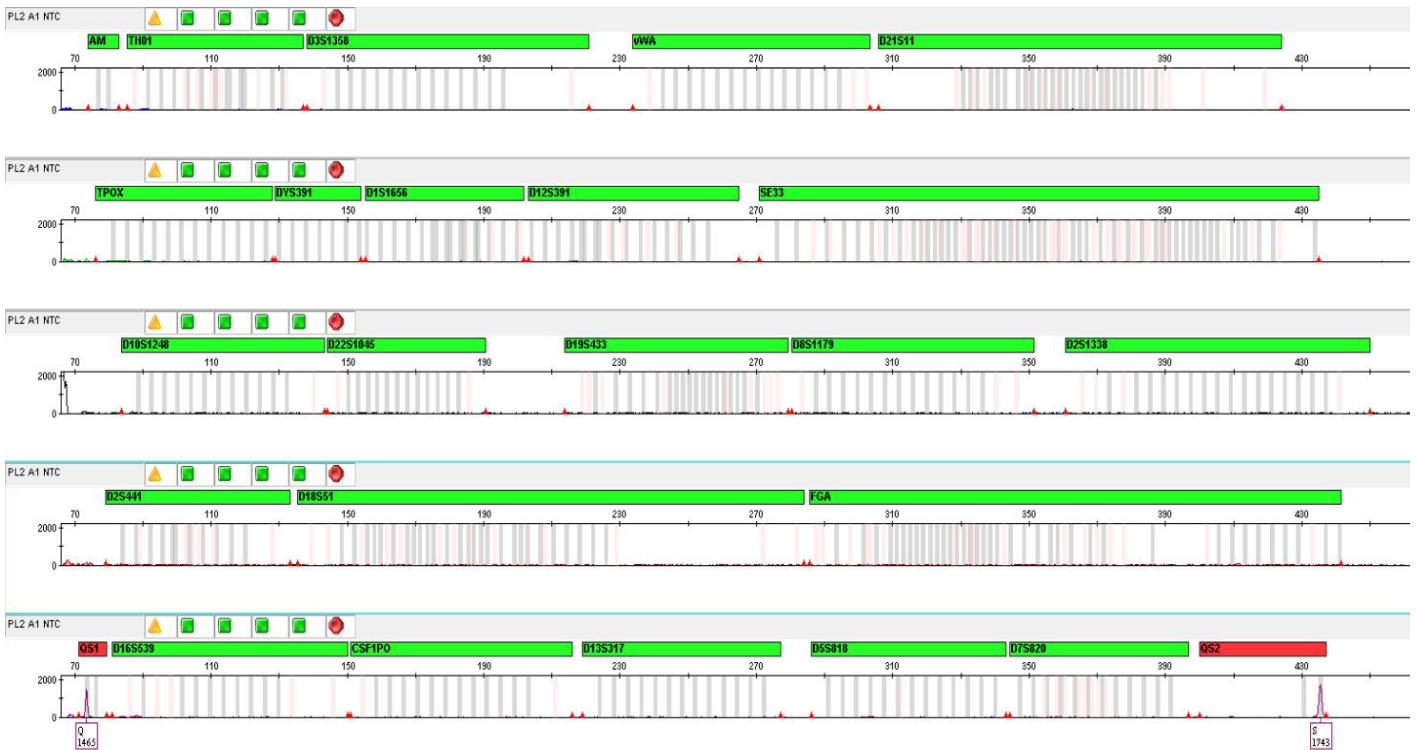 PL2 A1 NTC
AM TH01 D3S1358 vWA D21S11
70 110 150 190 230 270 310 350 390 430
2000
0
PL2 A1 NTC
TPOX DYS391 D1S1656 D12S391 SE33
70 110 150 190 230 270 310 350 390 430
2000
0
PL2 A1 NTC
D10S1248 D22S1045 D19S433 D8S1179 D2S1338
70 110 150 190 230 270 310 350 390 430
2000
0
PL2 A1 NTC
D2S441 D18S51 FGA
70 110 150 190 230 270 310 350 390 430
2000
0
PL2 A1 NTC
QS1 D16S539 CSF1PO D13S317 D5S818 D7S820 QS2
70 110 150 190 230 270 310 350 390 430
2000
0
Q S
1465 1743